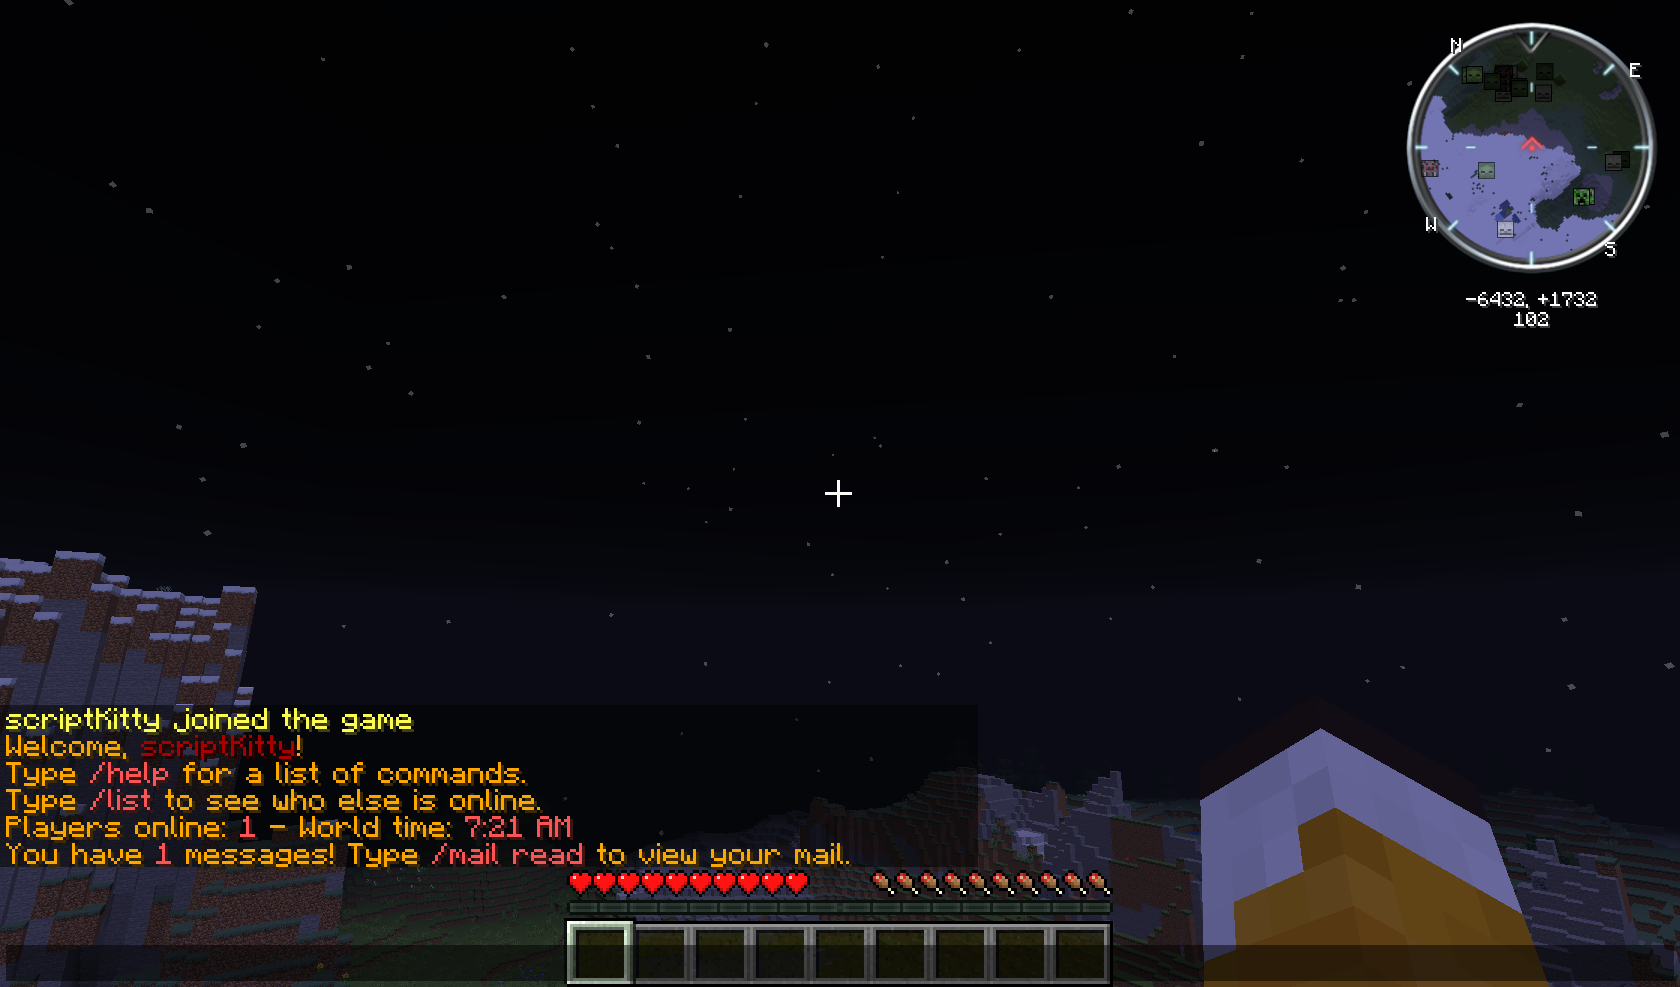 N
E
W
S
-6432, +1732
102
scriptKitty joined the game
Welcome, scriptKitty!
Type /help for a list of commands.
Type /list to see who else is online.
Players online: 1 - World time: 7:21 AM
You have 1 messages! Type /mail read to view your mail.